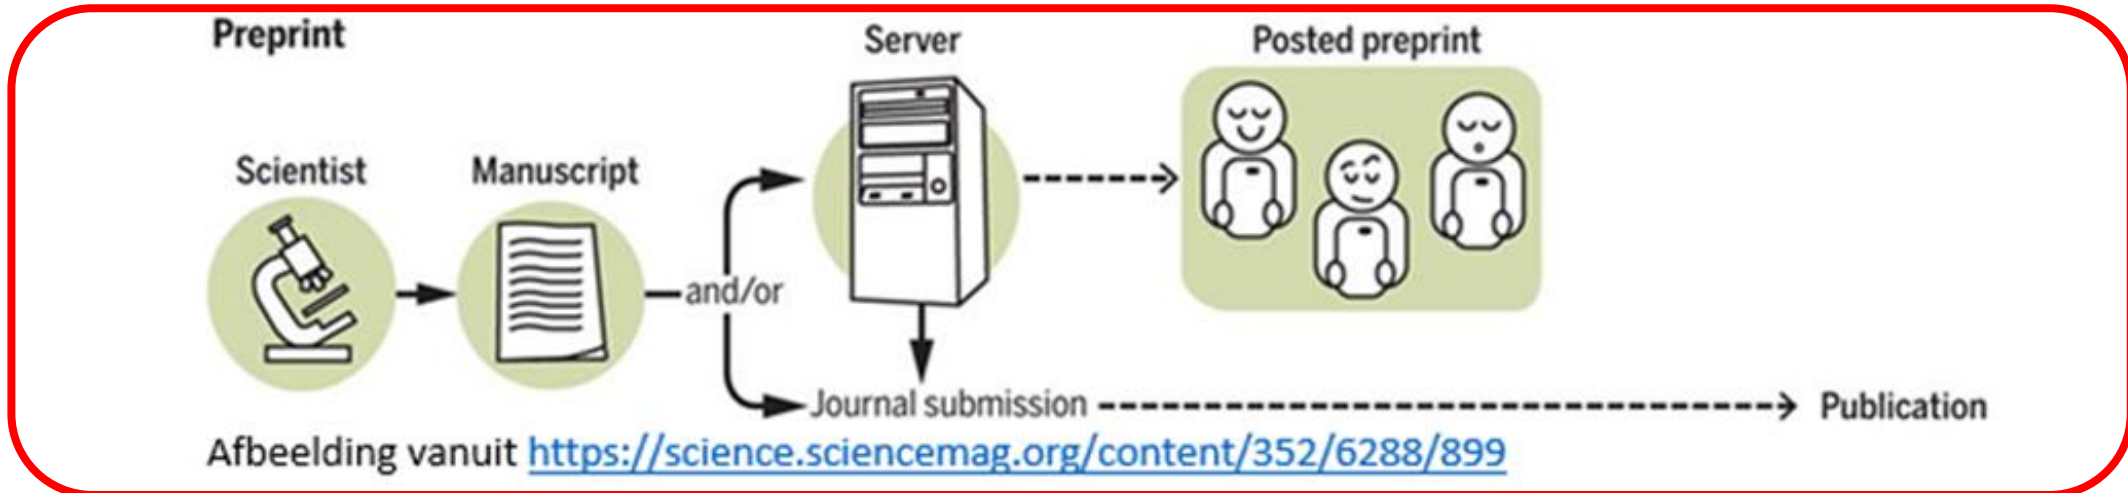 Preprint
Server
Posted preprint
Scientist
Manuscript
and/or
Journal submission
Publication
Afbeelding vanuit https://science.sciencemag.org/content/352/6288/899